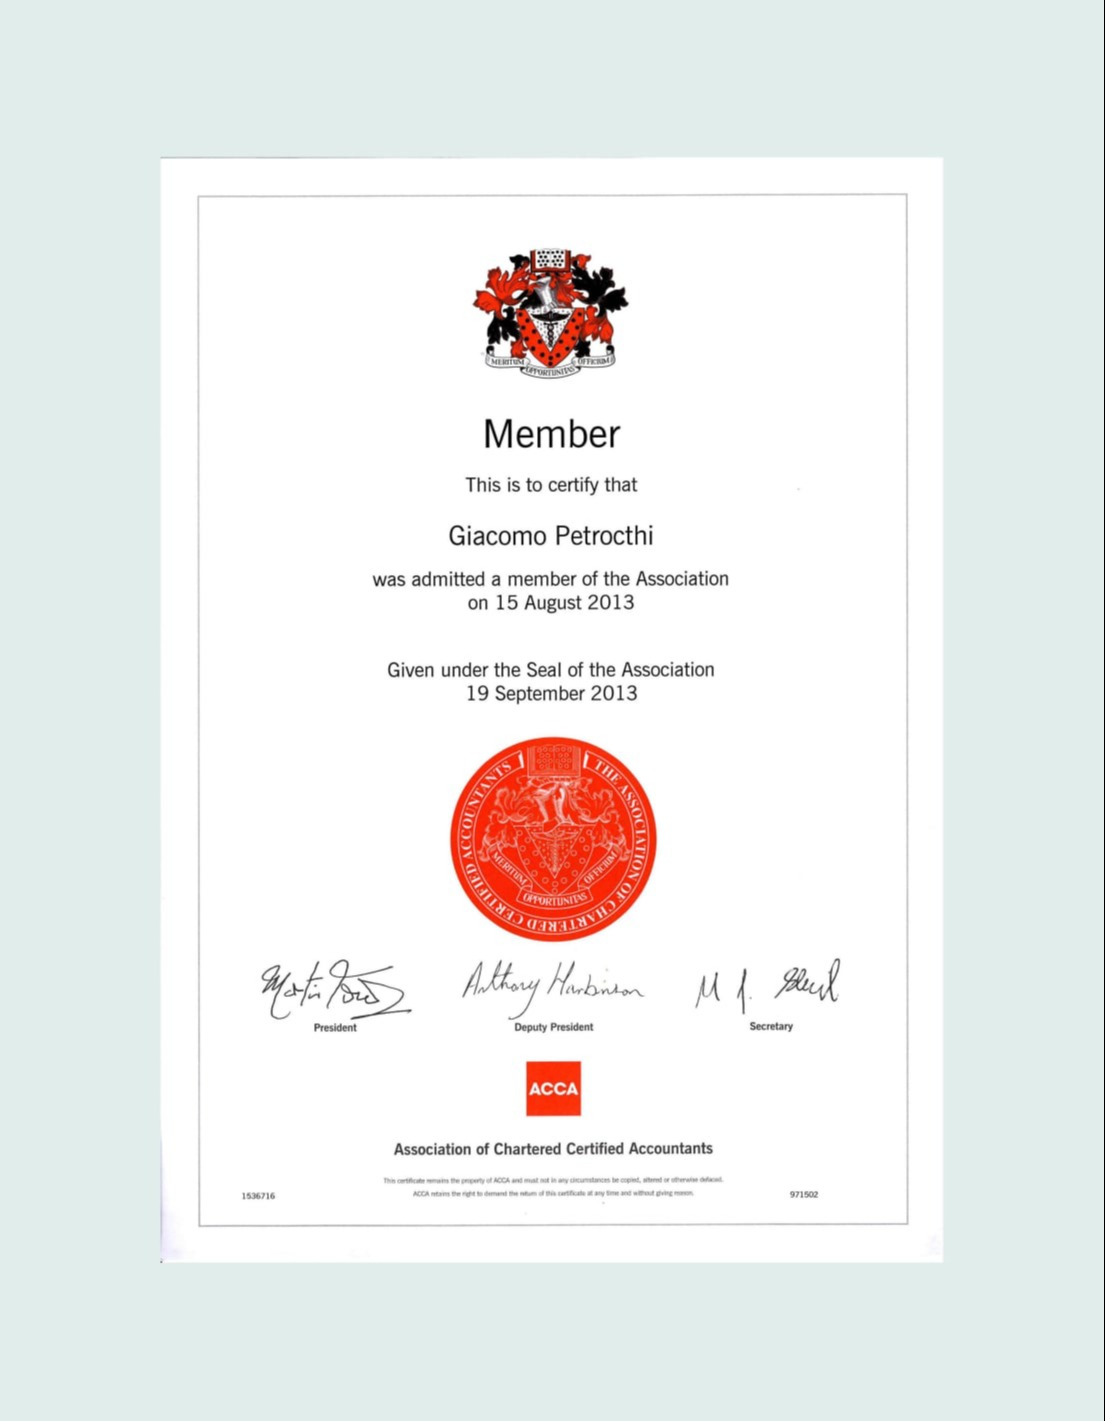 MERITUM OPPORTUNITAS OFFICIUM
Member
This is to certify that
Giacomo Petrocthi
was admitted a member of the Association
on 15 August 2013
Given under the Seal of the Association
19 September 2013
THE ASSOCIATION OF CHARTERED CERTIFIED ACCOUNTANTS
MERITUM OPPORTUNITAS OFFICIUM
Anthony Harbinson
President
Deputy President
Secretary
ACCA
Association of Chartered Certified Accountants
This certificate remains the property of ACCA and must not in any circumstances be copied, altered or otherwise defaced.
ACCA retains the right to demand the return of this certificate at any time and without giving reason.
1536716
971502